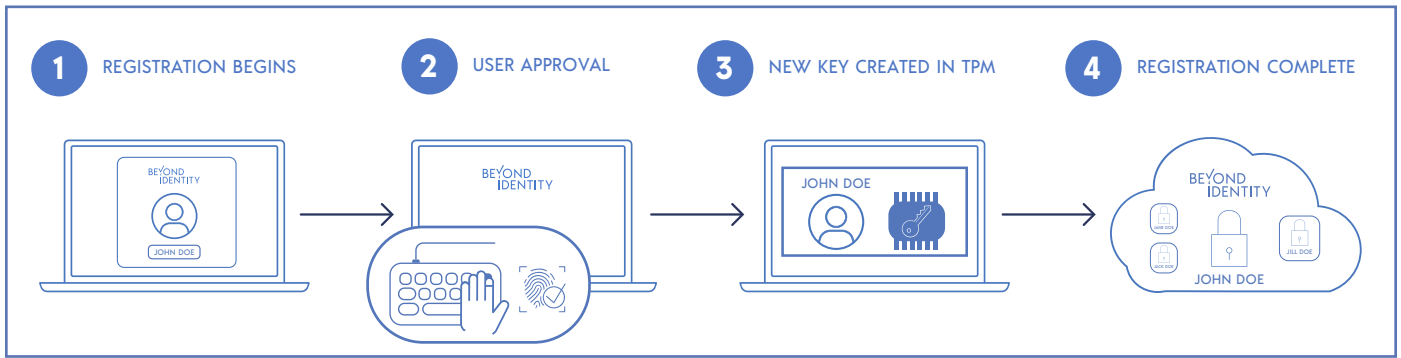 1 REGISTRATION BEGINS
2 USER APPROVAL
3 NEW KEY CREATED IN TPM
4 REGISTRATION COMPLETE
BEYOND
IDENTITY
JOHN DOE
BEYOND
IDENTITY
JOHN DOE
BEYOND
IDENTITY
JANE DOE
JACK DOE
JILL DOE
JOHN DOE